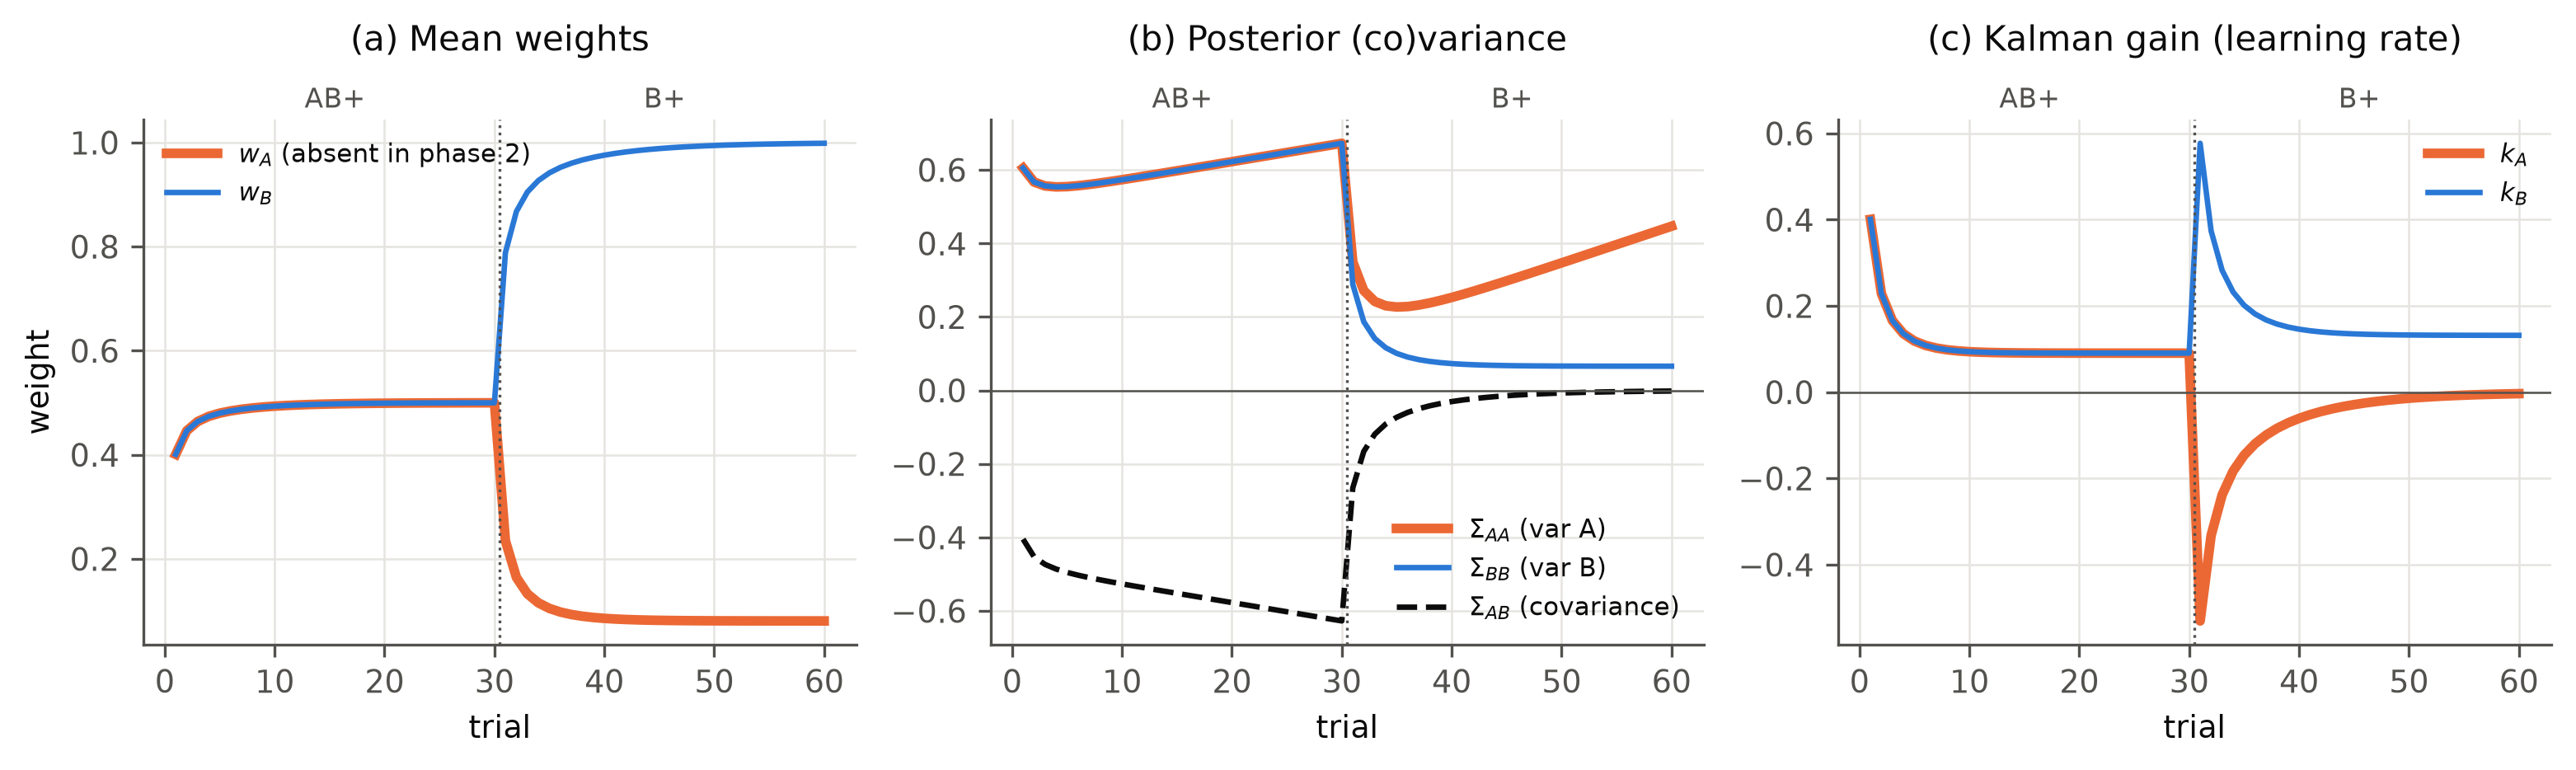 (a) Mean weights
AB+ B+
1.0
0.8
0.6
0.4
0.2
weight
w_A (absent in phase 2)
w_B
0 10 20 30 40 50 60
trial
(b) Posterior (co)variance
AB+ B+
0.6
0.4
0.2
0.0
−0.2
−0.4
−0.6
Σ_AA (var A)
Σ_BB (var B)
Σ_AB (covariance)
0 10 20 30 40 50 60
trial
(c) Kalman gain (learning rate)
AB+ B+
0.6
0.4
0.2
0.0
−0.2
−0.4
k_A
k_B
0 10 20 30 40 50 60
trial